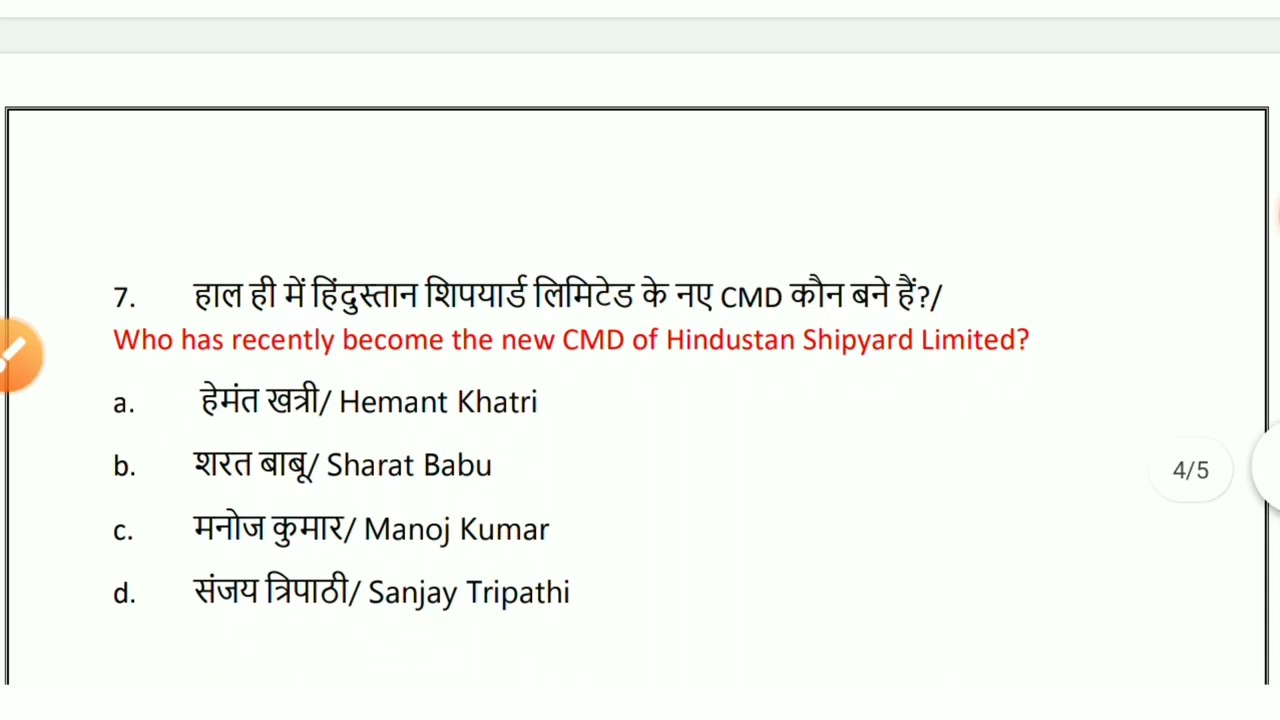 7. हाल ही में हिंदुस्तान शिपयार्ड लिमिटेड के नए CMD कौन बने हैं?/
Who has recently become the new CMD of Hindustan Shipyard Limited?
a. हेमंत खत्री/ Hemant Khatri
b. शरत बाबू/ Sharat Babu
4/5
c. मनोज कुमार/ Manoj Kumar
d. संजय त्रिपाठी/ Sanjay Tripathi